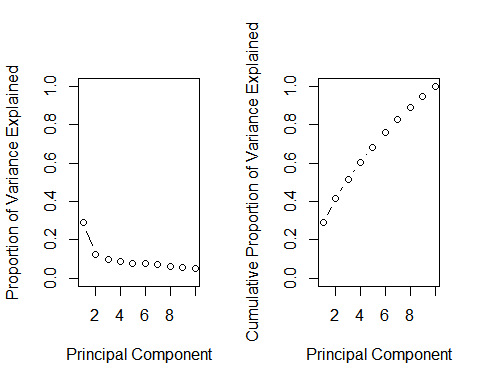 Proportion of Variance Explained
0.0 0.2 0.4 0.6 0.8 1.0
2 4 6 8
Principal Component
Cumulative Proportion of Variance Explained
0.0 0.2 0.4 0.6 0.8 1.0
2 4 6 8
Principal Component